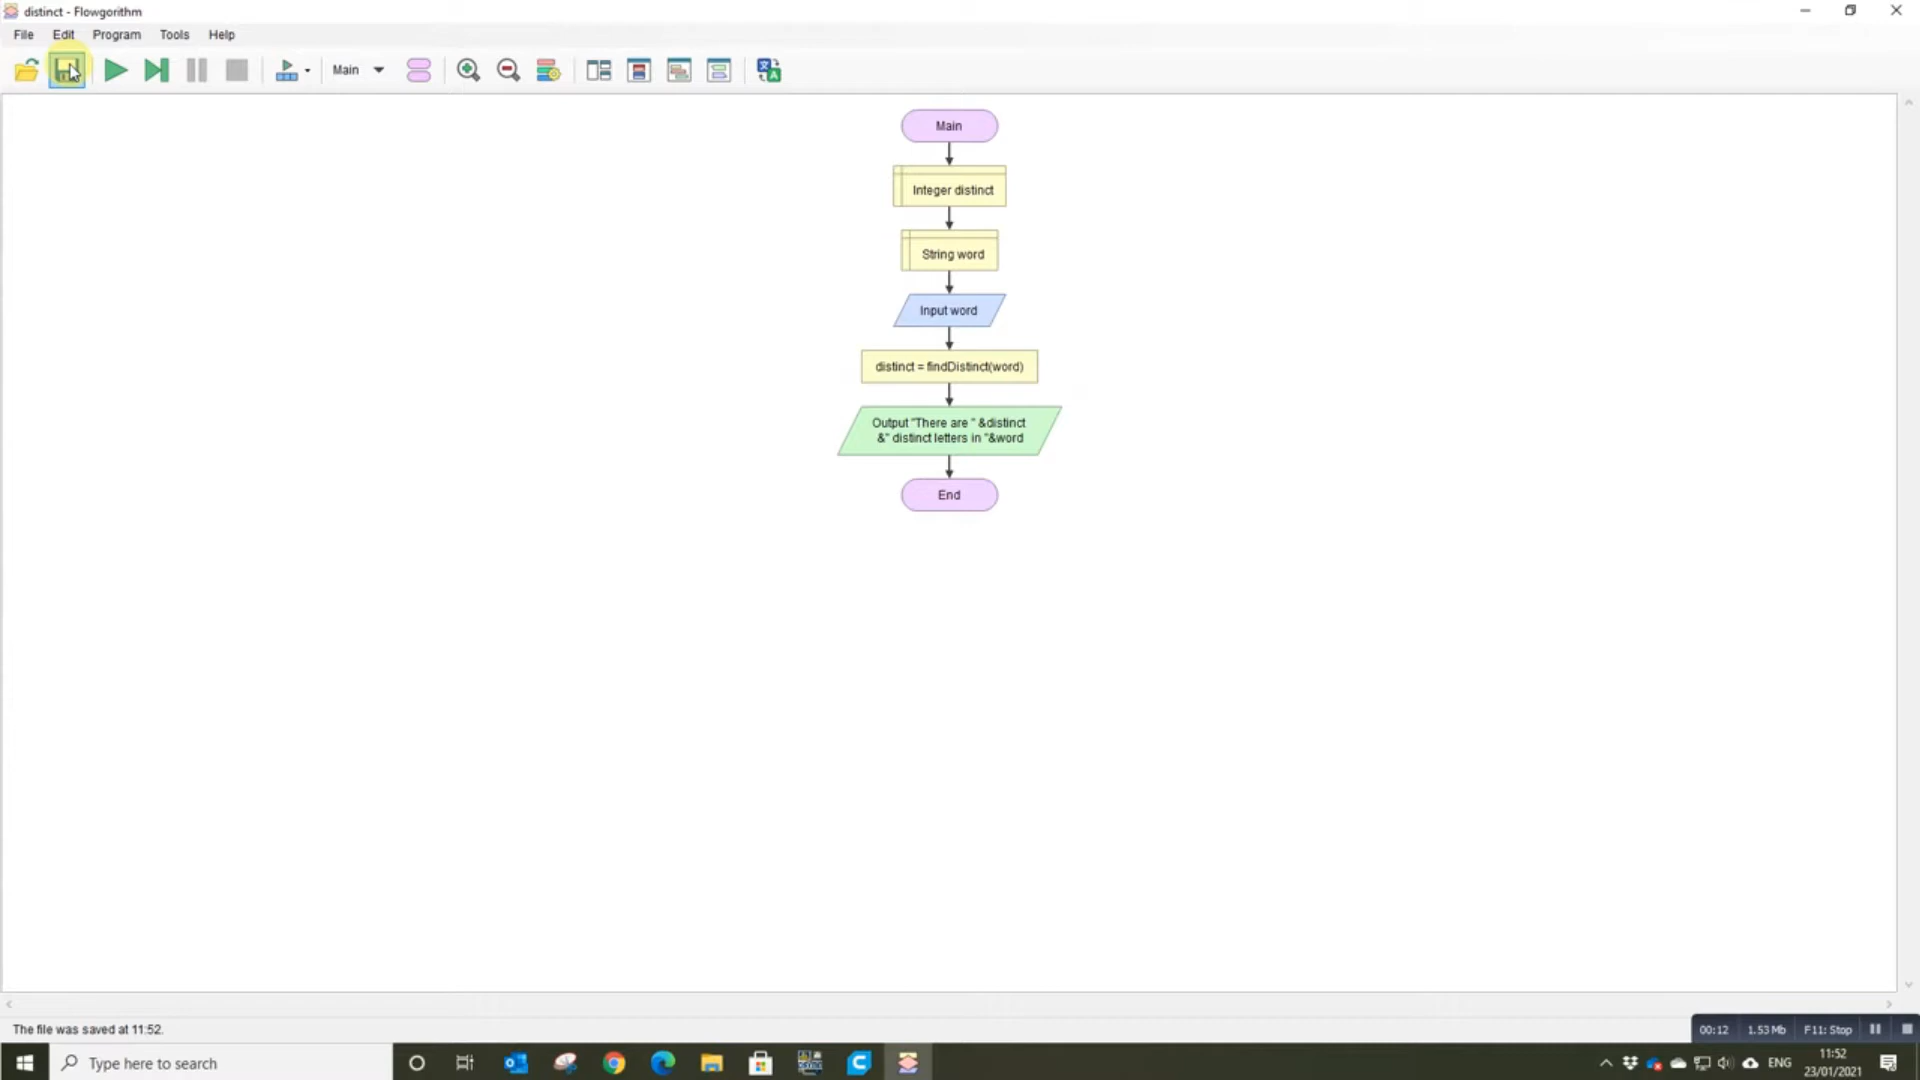 distinct - Flowgorithm
File Edit Program Tools Help
Main
Main
Integer distinct
String word
Input word
distinct = findDistinct(word)
Output "There are " &distinct
&" distinct letters in "&word
End
The file was saved at 11:52.
00:12 1.53 Mb F11: Stop
Type here to search
ENG
11:52
23/01/2021